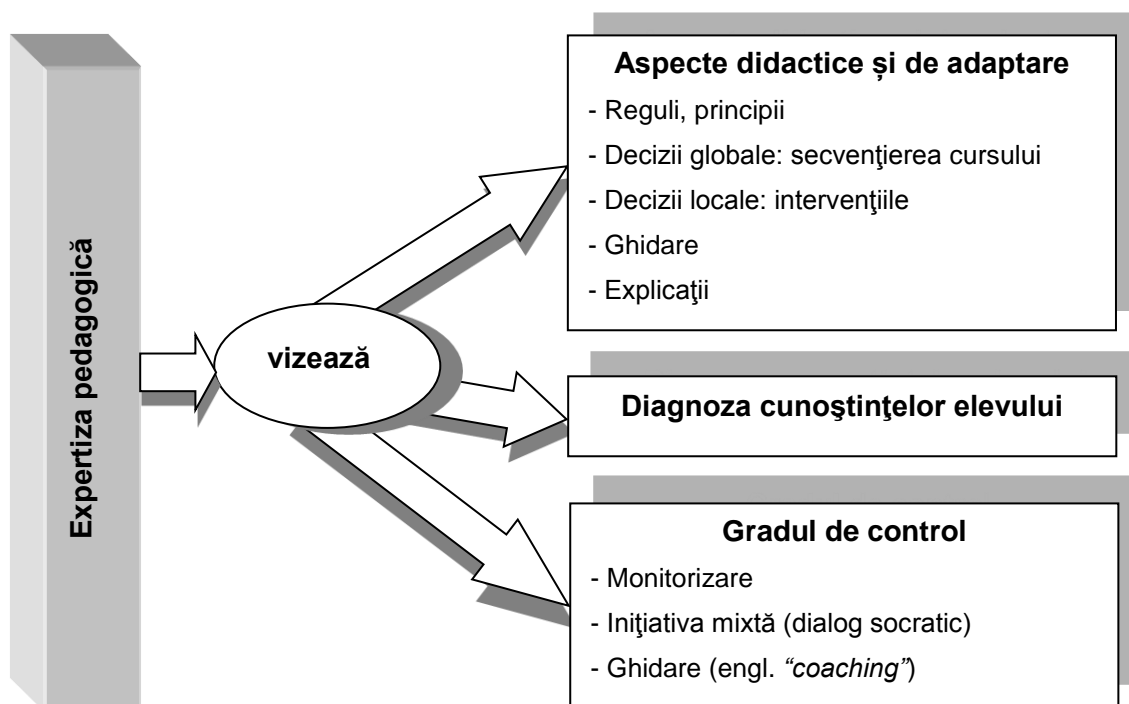 Expertiza pedagogică
vizează
Aspecte didactice și de adaptare
- Reguli, principii
- Decizii globale: secvenţierea cursului
- Decizii locale: intervenţiile
- Ghidare
- Explicaţii
Diagnoza cunoştinţelor elevului
Gradul de control
- Monitorizare
- Iniţiativa mixtă (dialog socratic)
- Ghidare (engl. “coaching”)